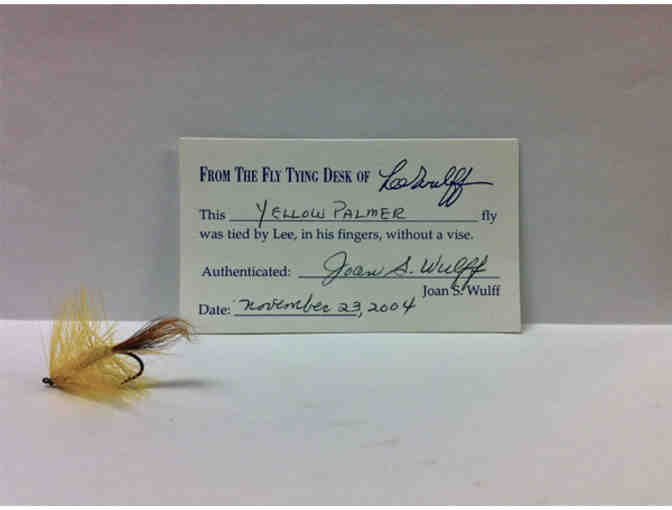 FROM THE FLY TYING DESK OF Lee Wulff
This YELLOW PALMER fly
was tied by Lee, in his fingers, without a vise.
Authenticated: Joan S. Wulff
Joan S. Wulff
Date: November 23, 2004